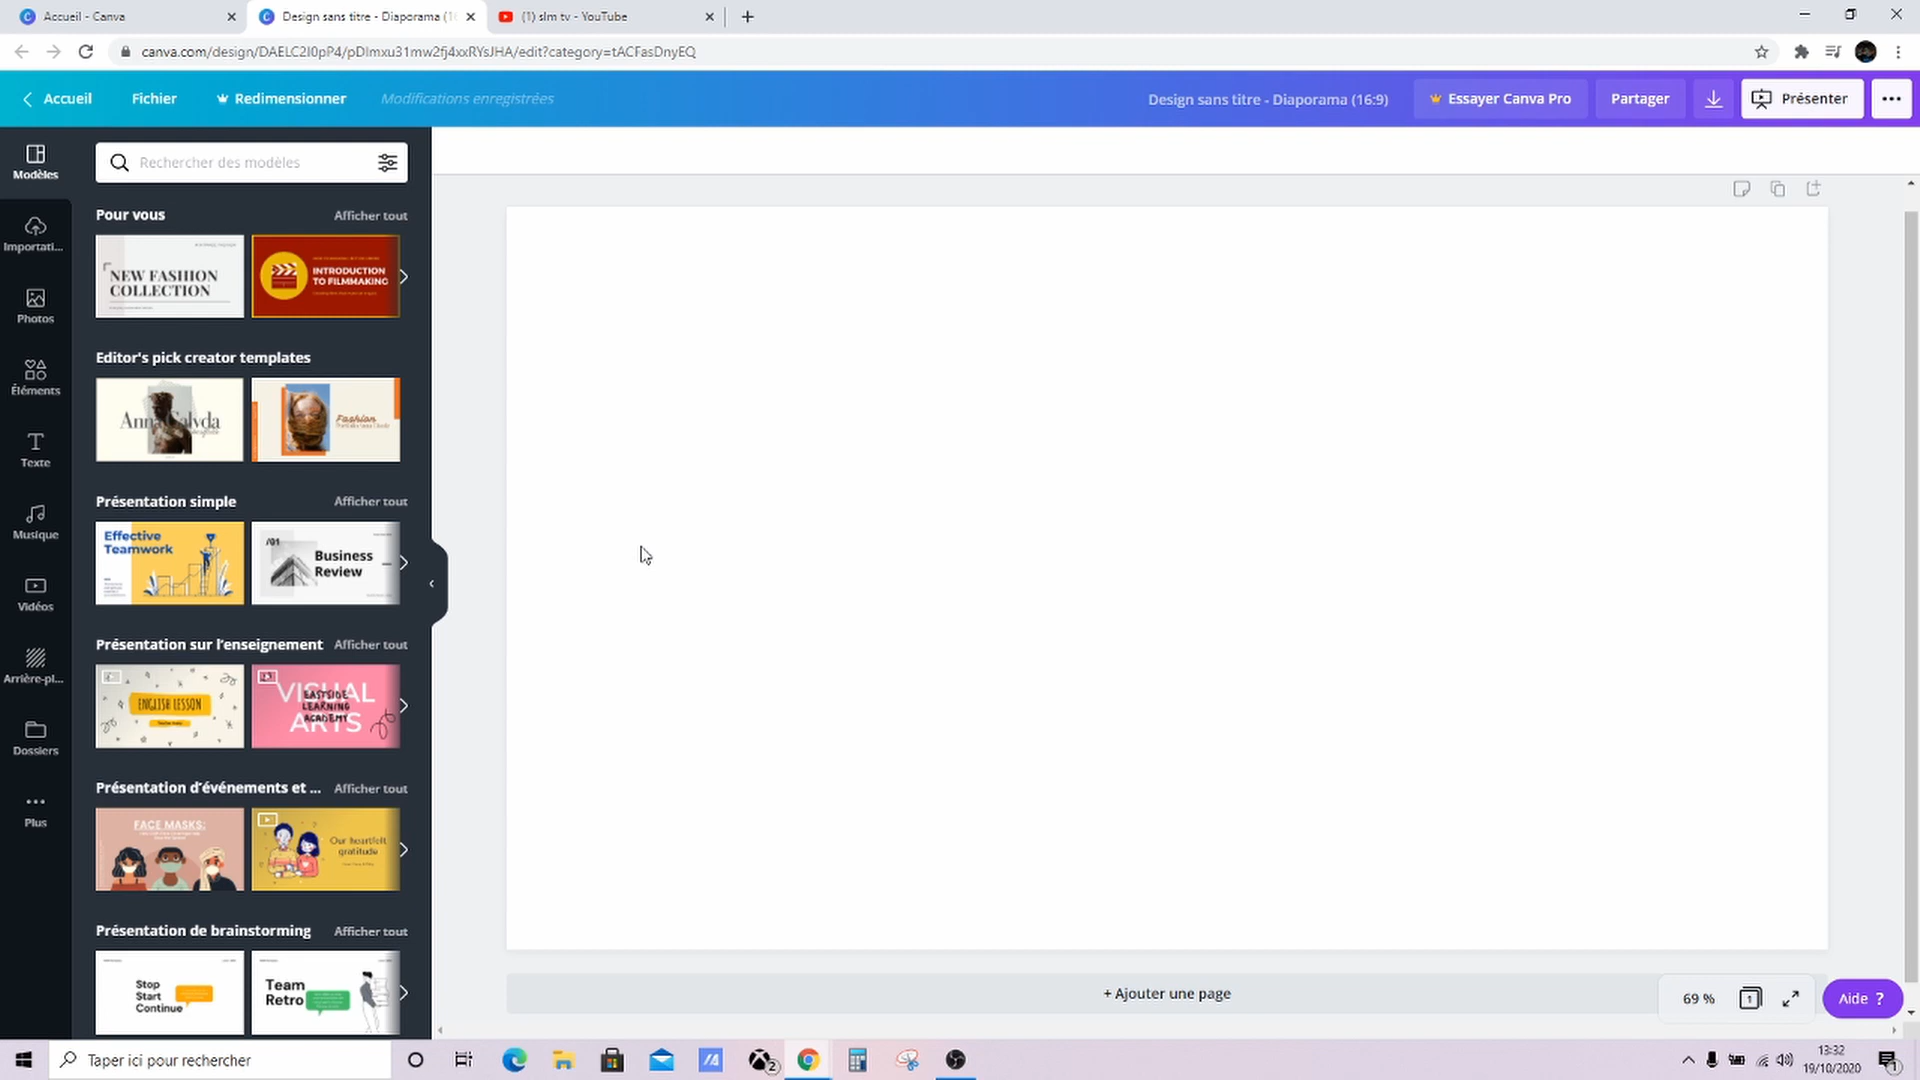 Accueil - Canva
Design sans titre - Diaporama (1
(1) slm tv - YouTube
canva.com/design/DAELC2I0pP4/pDlmxu31mw2fj4xxRYsJHA/edit?category=tACFasDnyEQ
Accueil
Fichier
Redimensionner
Modifications enregistrées
Design sans titre - Diaporama (16:9)
Essayer Canva Pro
Partager
Présenter
Modèles
Importati...
Photos
Éléments
Texte
Musique
Vidéos
Arrière-pl...
Dossiers
Plus
Rechercher des modèles
Pour vous
Afficher tout
NEW FASHION
COLLECTION
INTRODUCTION
TO FILMMAKING
Editor's pick creator templates
Fashion
Présentation simple
Afficher tout
Effective
Teamwork
/01
Business
Review
Présentation sur l'enseignement
Afficher tout
ENGLISH LESSON
VISUAL
ARTS
EASTSIDE
LEARNING
ACADEMY
Présentation d'événements et ...
Afficher tout
FACE MASKS:
Our heartfelt
gratitude
Présentation de brainstorming
Afficher tout
Stop
Start
Continue
Team
Retro
+ Ajouter une page
69 %
1
Aide ?
Taper ici pour rechercher
2
13:32
19/10/2020
1